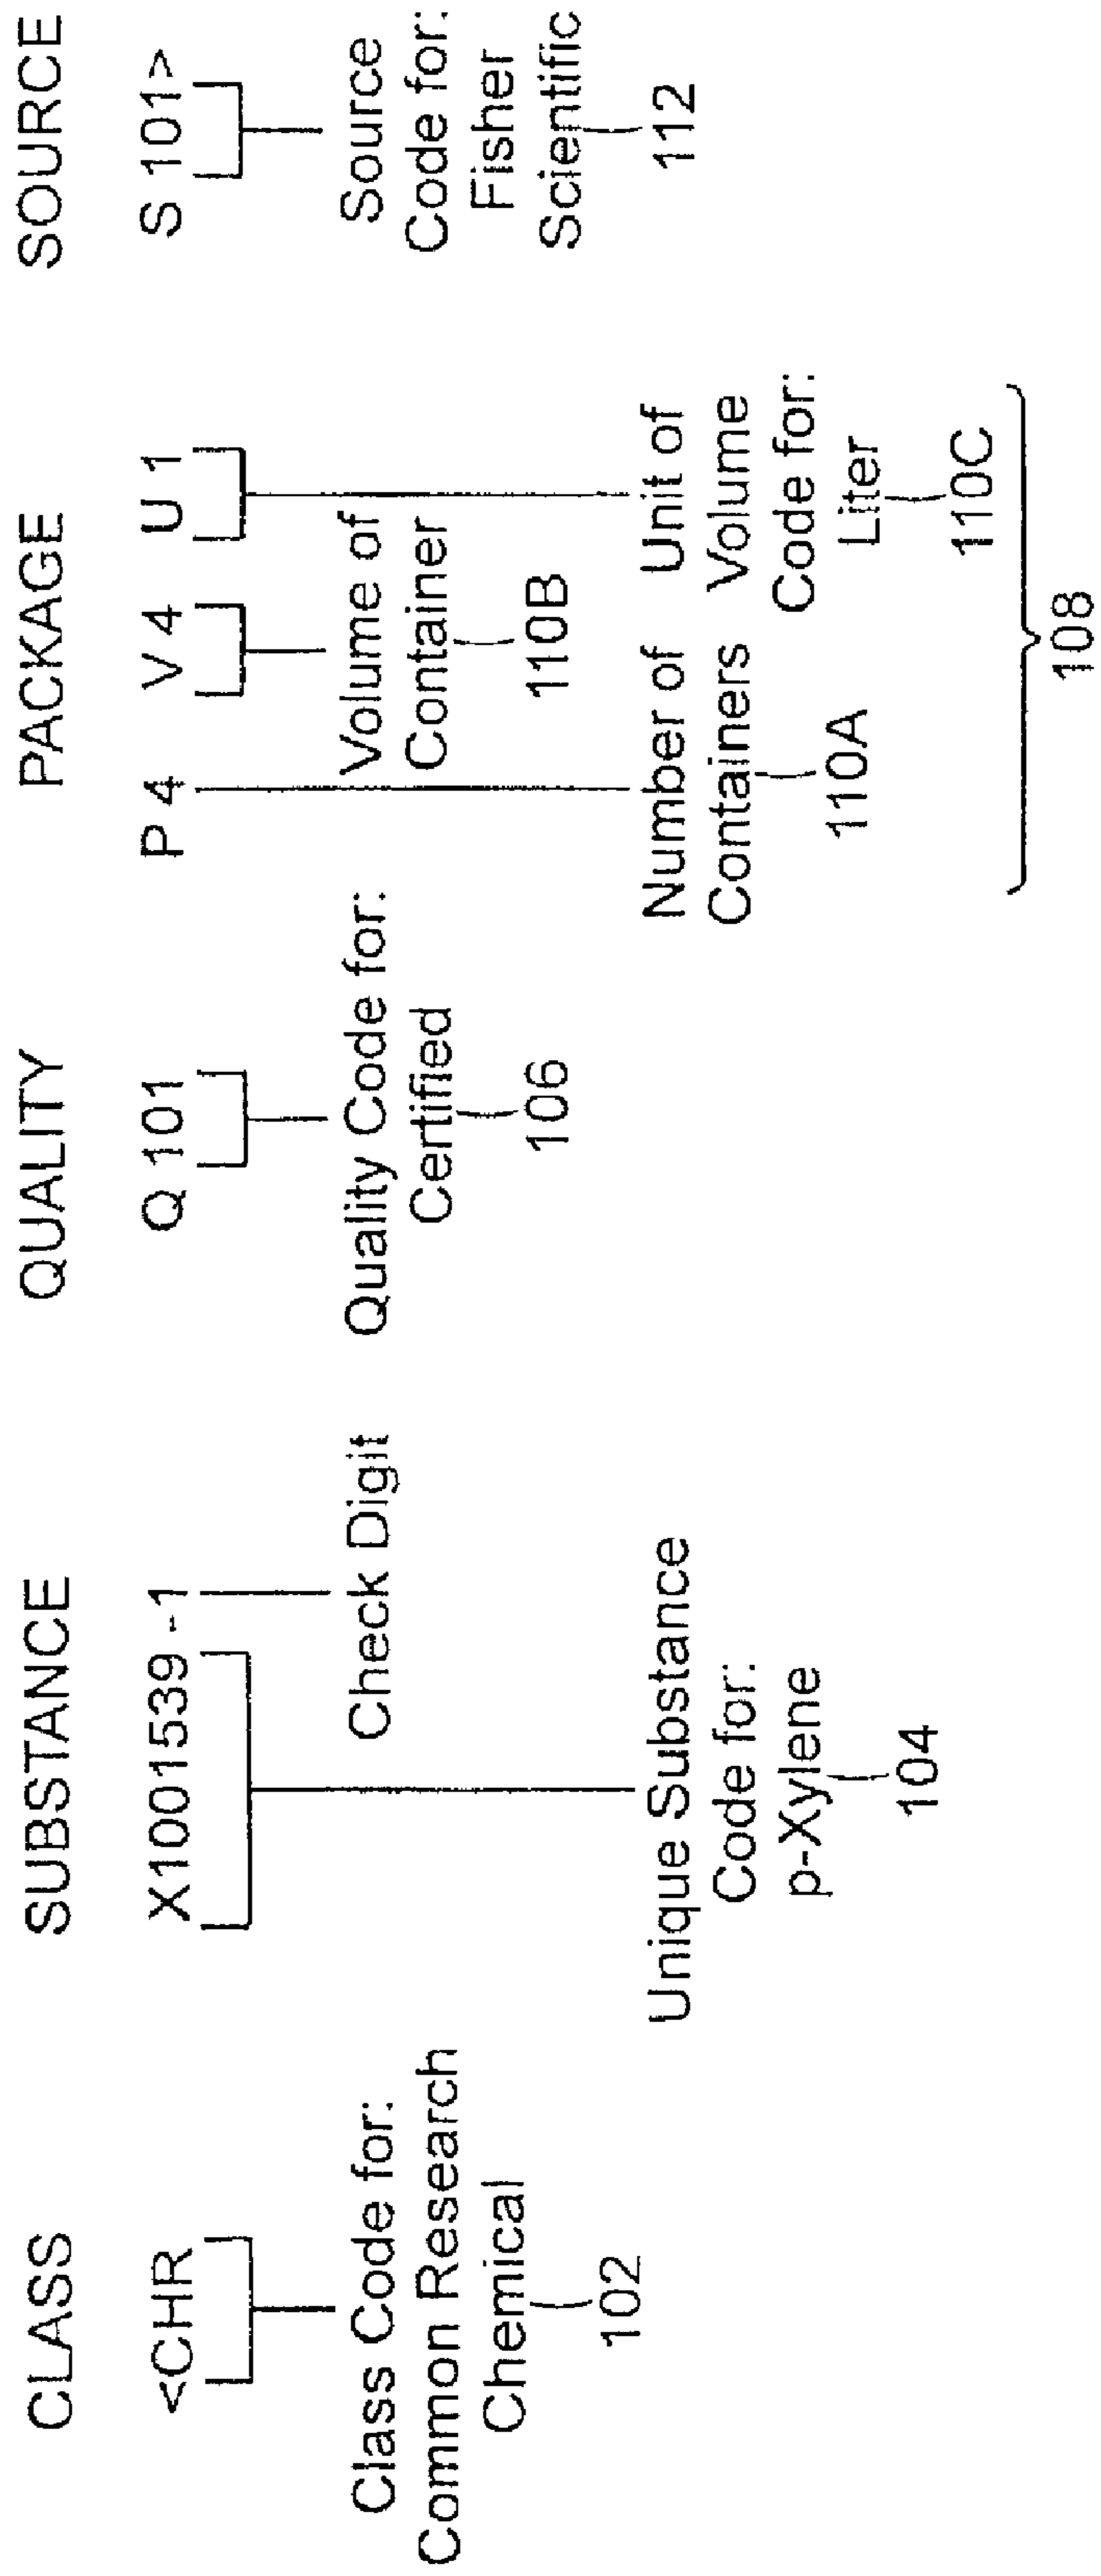 CLASS
SUBSTANCE
QUALITY
PACKAGE
SOURCE
<CHR
X1001539 -1
Q 101
P 4
V 4
U 1
S 101>
Class Code for:
Common Research
Chemical
102
Check Digit
Unique Substance
Code for:
p-Xylene
104
Quality Code for:
Certified
106
Volume of
Container
110B
Number of
Containers
110A
Unit of
Volume
Code for:
Liter
110C
108
Source
Code for:
Fisher
Scientific
112